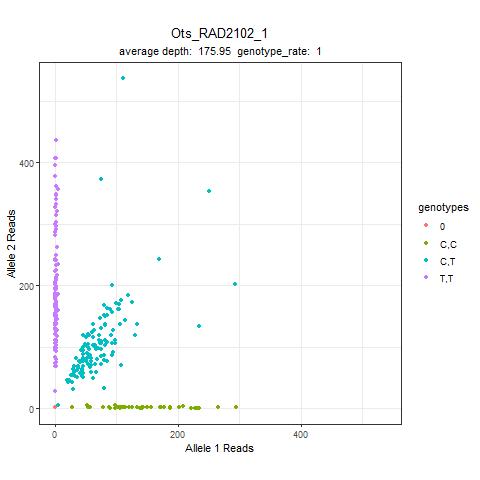 Ots_RAD2102_1
average depth: 175.95 genotype_rate: 1
400
200
0
Allele 2 Reads
0
200
400
Allele 1 Reads
genotypes
0
C,C
C,T
T,T